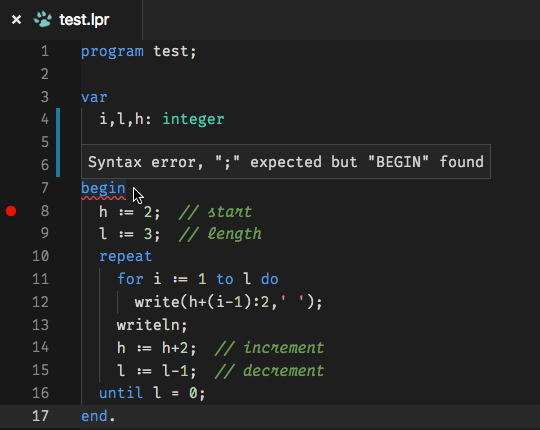 × test.lpr
1 program test;
2
3 var
4 i,l,h: integer
5
6
Syntax error, ";" expected but "BEGIN" found
7 begin
8 h := 2; // start
9 l := 3; // length
10 repeat
11 for i := 1 to l do
12 write(h+(i-1):2,' ');
13 writeln;
14 h := h+2; // increment
15 l := l-1; // decrement
16 until l = 0;
17 end.